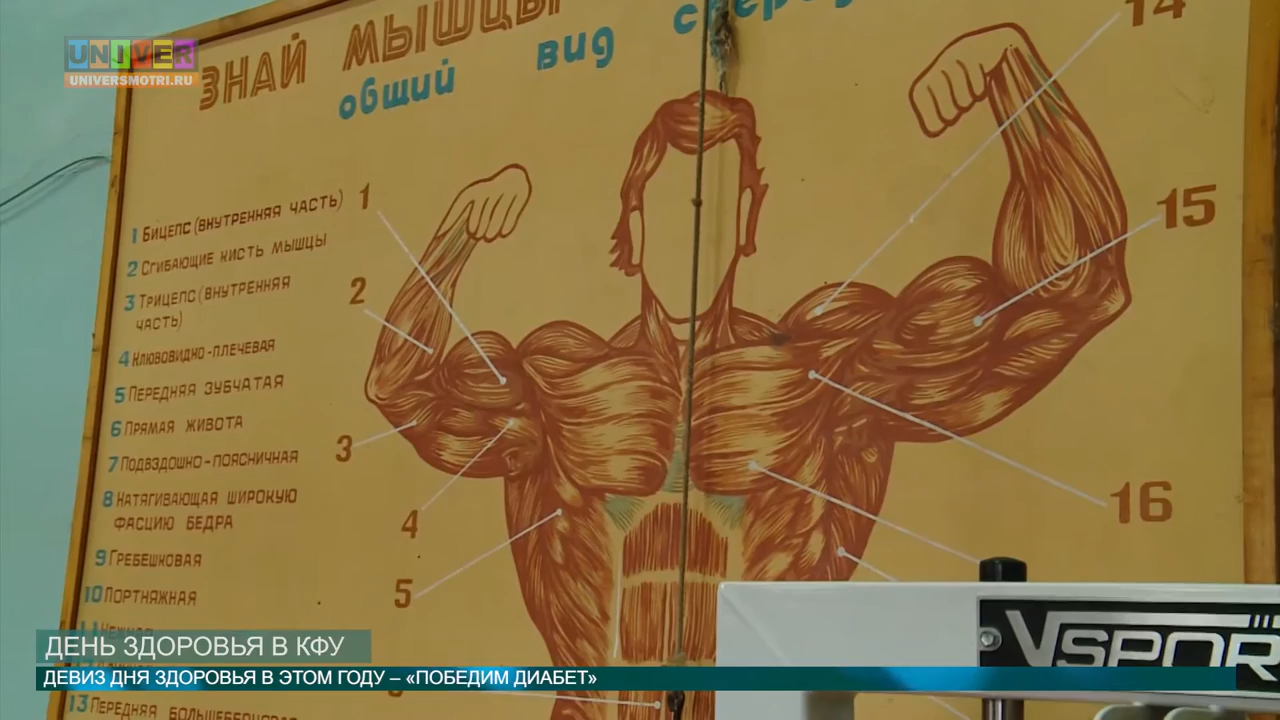 UNIVER
UNIVERSMOTRI.RU
ЗНАЙ МЫШЦЫ
общий вид
14
1
1 БИЦЕПС (ВНУТРЕННЯЯ ЧАСТЬ)
2 СГИБАЮЩИЕ КИСТЬ МЫШЦЫ
3 ТРИЦЕПС (ВНУТРЕННЯЯ
ЧАСТЬ)
4 КЛЮВОВИДНО-ПЛЕЧЕВАЯ
5 ПЕРЕДНЯЯ ЗУБЧАТАЯ
6 ПРЯМАЯ ЖИВОТА
7 ПОДВЗДОШНО-ПОЯСНИЧНАЯ
8 НАТЯГИВАЮЩАЯ ШИРОКУЮ
ФАСЦИЮ БЕДРА
9 ГРЕБЕШКОВАЯ
10 ПОРТНЯЖНАЯ
13 ПЕРЕДНЯЯ
2
3
4
5
15
16
VSPOR
ДЕНЬ ЗДОРОВЬЯ В КФУ
ДЕВИЗ ДНЯ ЗДОРОВЬЯ В ЭТОМ ГОДУ – «ПОБЕДИМ ДИАБЕТ»